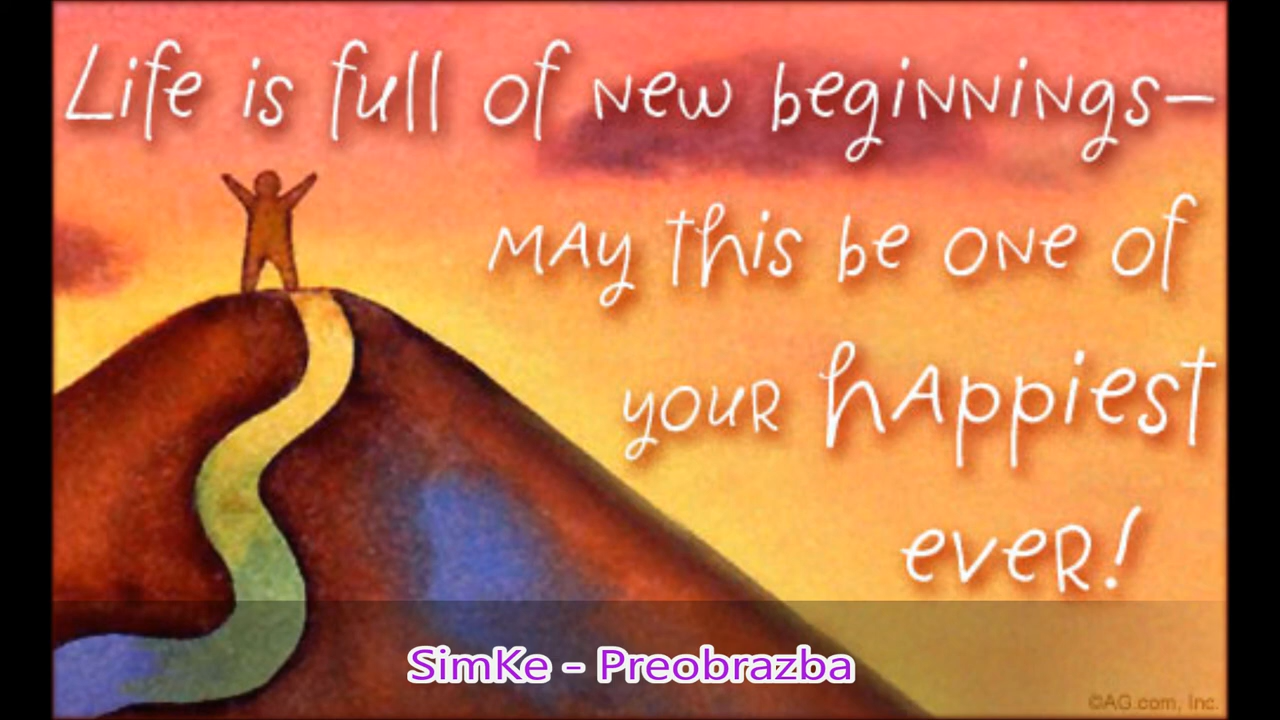 Life is full of new beginnings—
may this be one of
your happiest
ever!
SimKe - Preobrazba
©AG.com, Inc.